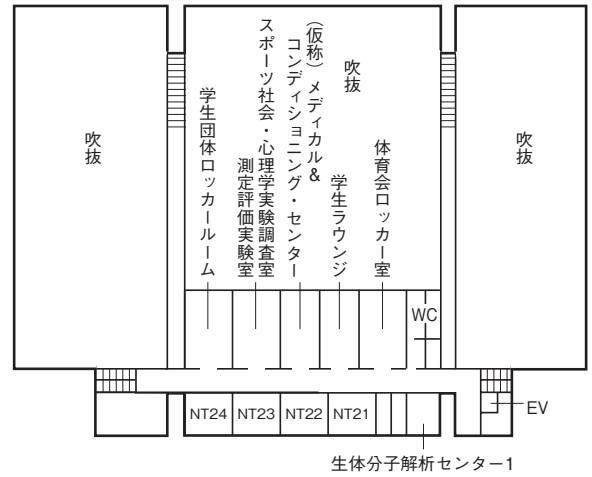 吹抜
学生団体ロッカールーム
測定評価実験室
スポーツ社会・心理学実験調査室
コンディショニング・センター
（仮称）メディカル＆
学生ラウンジ
吹抜
体育会ロッカー室
吹抜
WC
NT24
NT23
NT22
NT21
EV
生体分子解析センター1